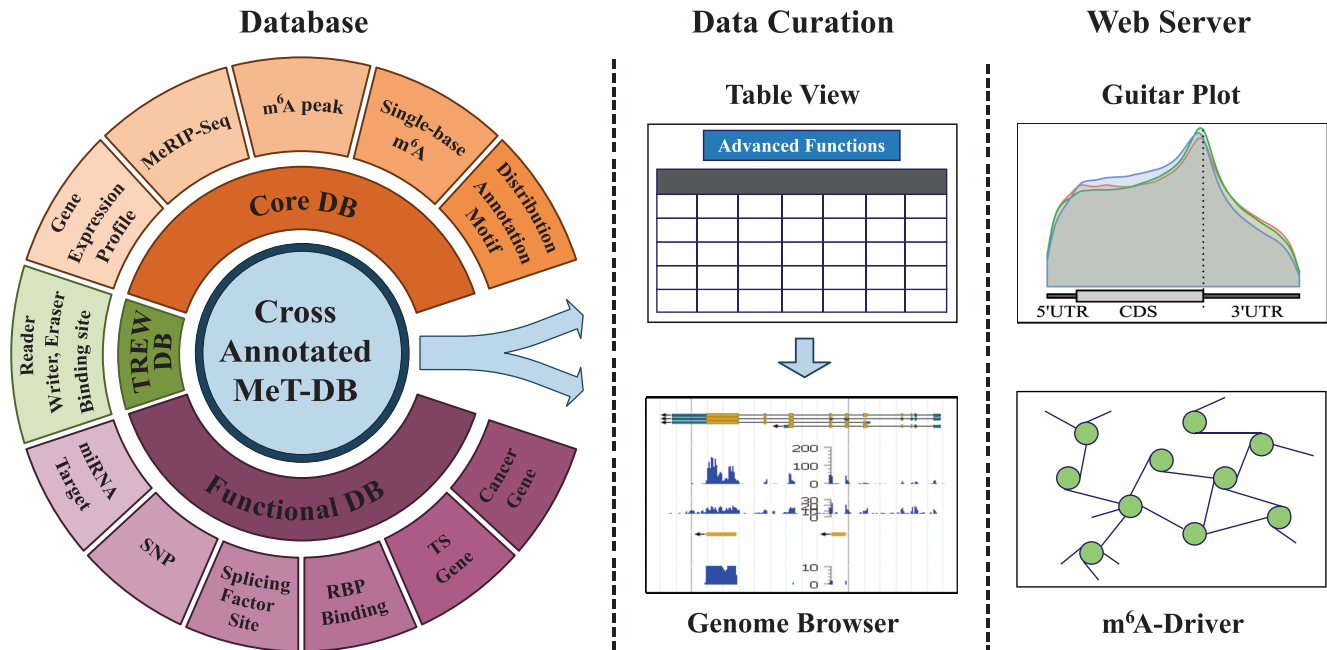 Database
Data Curation
Web Server
Gene
Expression
Profile
MeRIP-Seq
m⁶A peak
Single-base
m⁶A
Distribution
Annotation
Motif
Core DB
Reader
Writer, Eraser
Binding site
TREW
DB
Cross
Annotated
MeT-DB
Functional DB
miRNA
Target
SNP
Splicing
Factor
Site
RBP
Binding
TS
Gene
Cancer
Gene
Table View
Advanced Functions
200
100
0
30
0
10
0
Genome Browser
Guitar Plot
5'UTR CDS 3'UTR
m⁶A-Driver